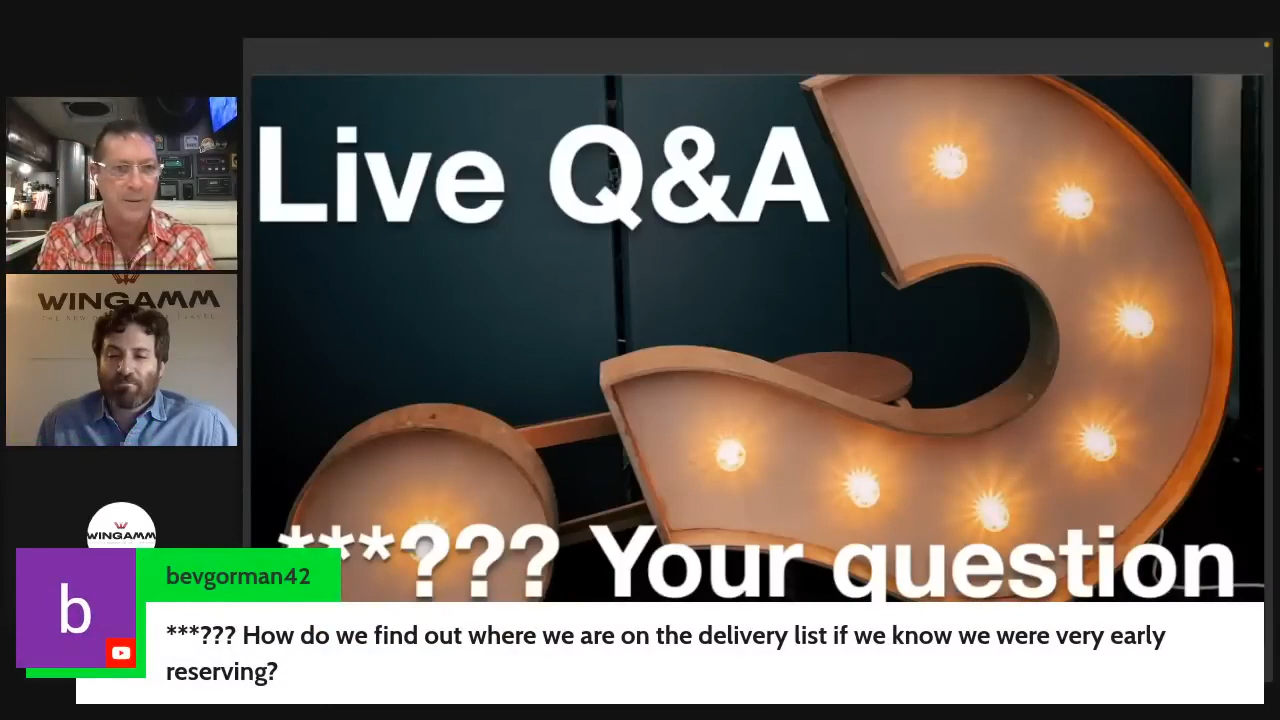 Live Q&A
WINGAMM
WINGAMM
***??? Your question
b
bevgorman42
***??? How do we find out where we are on the delivery list if we know we were very early
reserving?